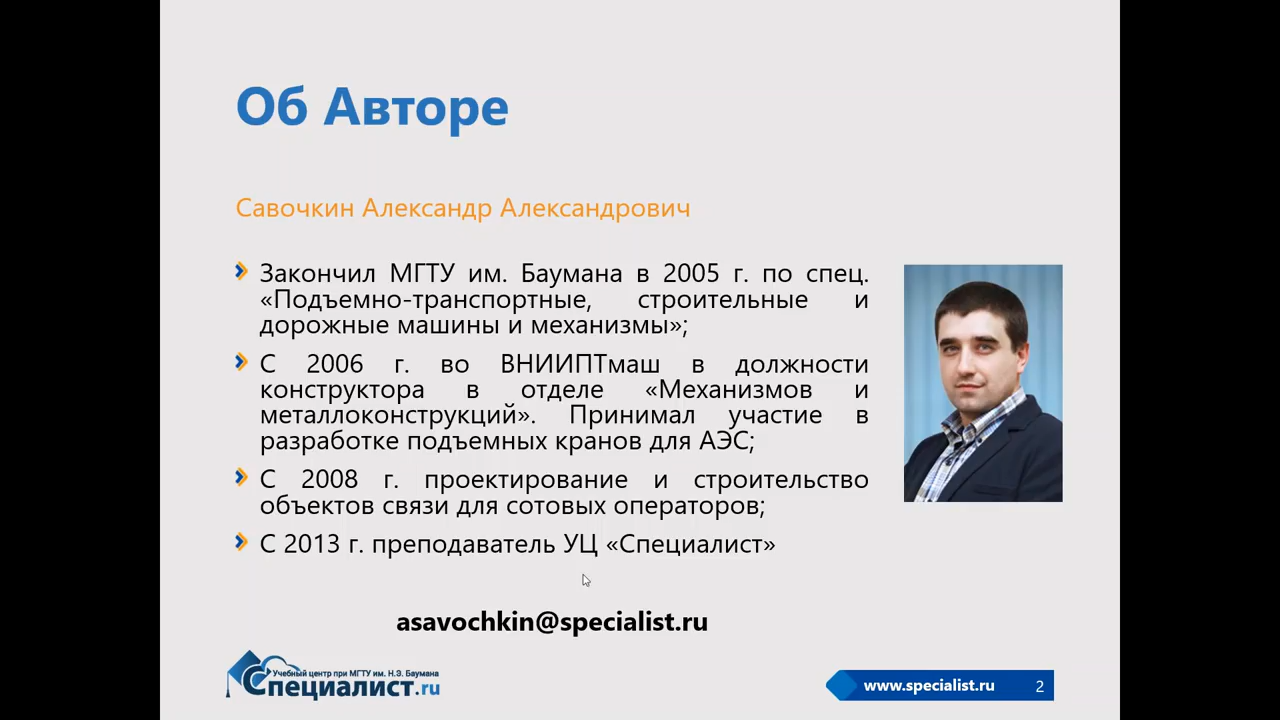 Об Авторе
Савочкин Александр Александрович
Закончил МГТУ им. Баумана в 2005 г. по спец.
«Подъемно-транспортные, строительные и
дорожные машины и механизмы»;
С 2006 г. во ВНИИПТмаш в должности
конструктора в отделе «Механизмов и
металлоконструкций». Принимал участие в
разработке подъемных кранов для АЭС;
С 2008 г. проектирование и строительство
объектов связи для сотовых операторов;
С 2013 г. преподаватель УЦ «Специалист»
asavochkin@specialist.ru
Учебный центр при МГТУ им. Н.Э. Баумана
Специалист.ru
www.specialist.ru 2